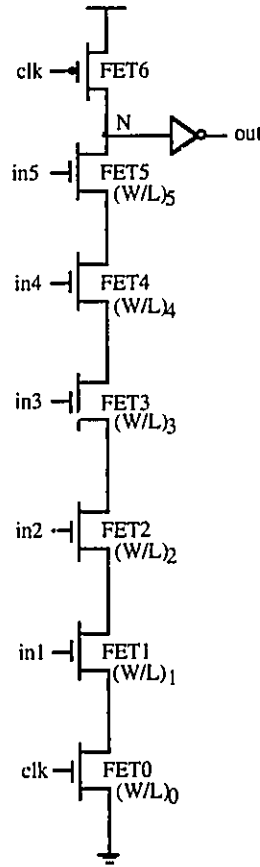 clk FET6
N out
in5 FET5
(W/L)5
in4 FET4
(W/L)4
in3 FET3
(W/L)3
in2 FET2
(W/L)2
in1 FET1
(W/L)1
clk FET0
(W/L)0